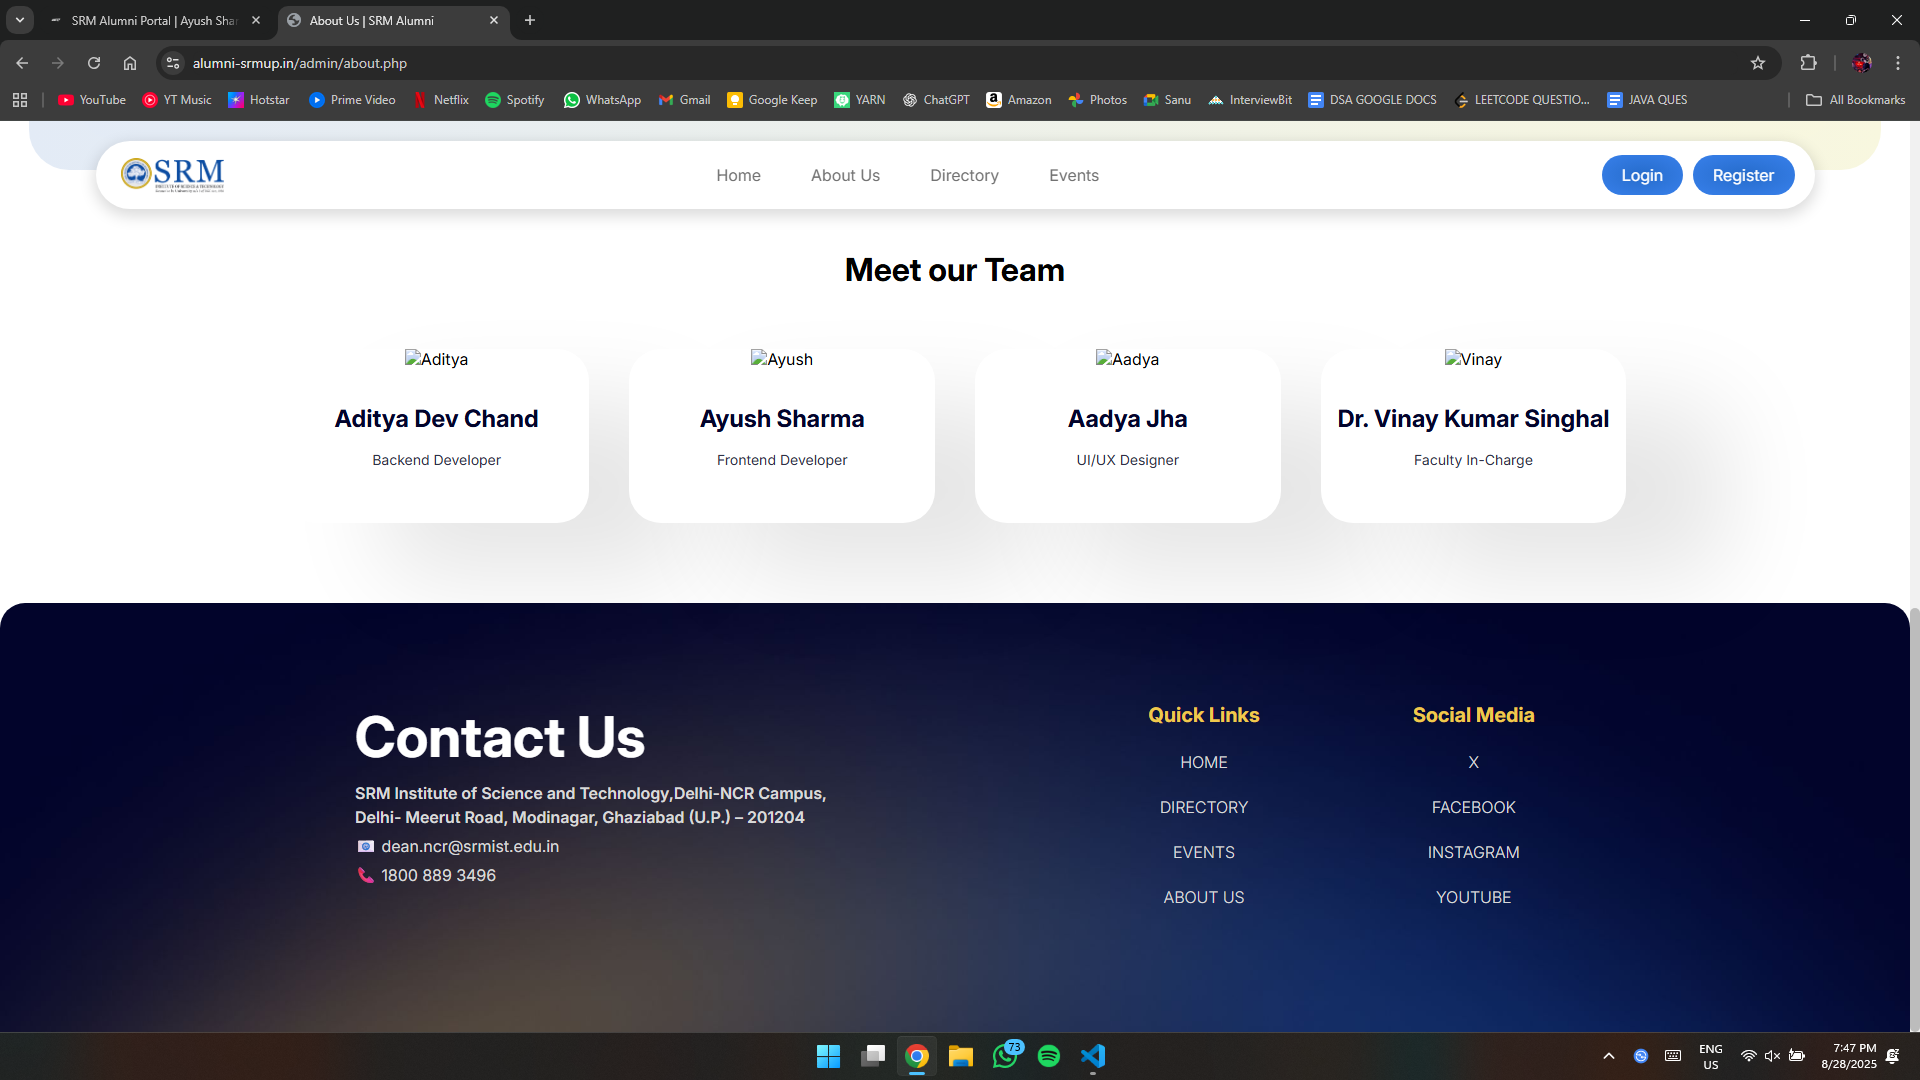 SRM Alumni Portal | Ayush Shar
About Us | SRM Alumni
alumni-srmup.in/admin/about.php
YouTube
YT Music
Hotstar
Prime Video
Netflix
Spotify
WhatsApp
Gmail
Google Keep
YARN
ChatGPT
Amazon
Photos
Sanu
InterviewBit
DSA GOOGLE DOCS
LEETCODE QUESTIO...
JAVA QUES
All Bookmarks
SRM
Home
About Us
Directory
Events
Login
Register
Meet our Team
Aditya
Aditya Dev Chand
Backend Developer
Ayush
Ayush Sharma
Frontend Developer
Aadya
Aadya Jha
UI/UX Designer
Vinay
Dr. Vinay Kumar Singhal
Faculty In-Charge
Contact Us
SRM Institute of Science and Technology,Delhi-NCR Campus,
Delhi- Meerut Road, Modinagar, Ghaziabad (U.P.) – 201204
dean.ncr@srmist.edu.in
1800 889 3496
Quick Links
HOME
DIRECTORY
EVENTS
ABOUT US
Social Media
X
FACEBOOK
INSTAGRAM
YOUTUBE
73
ENG
US
7:47 PM
8/28/2025